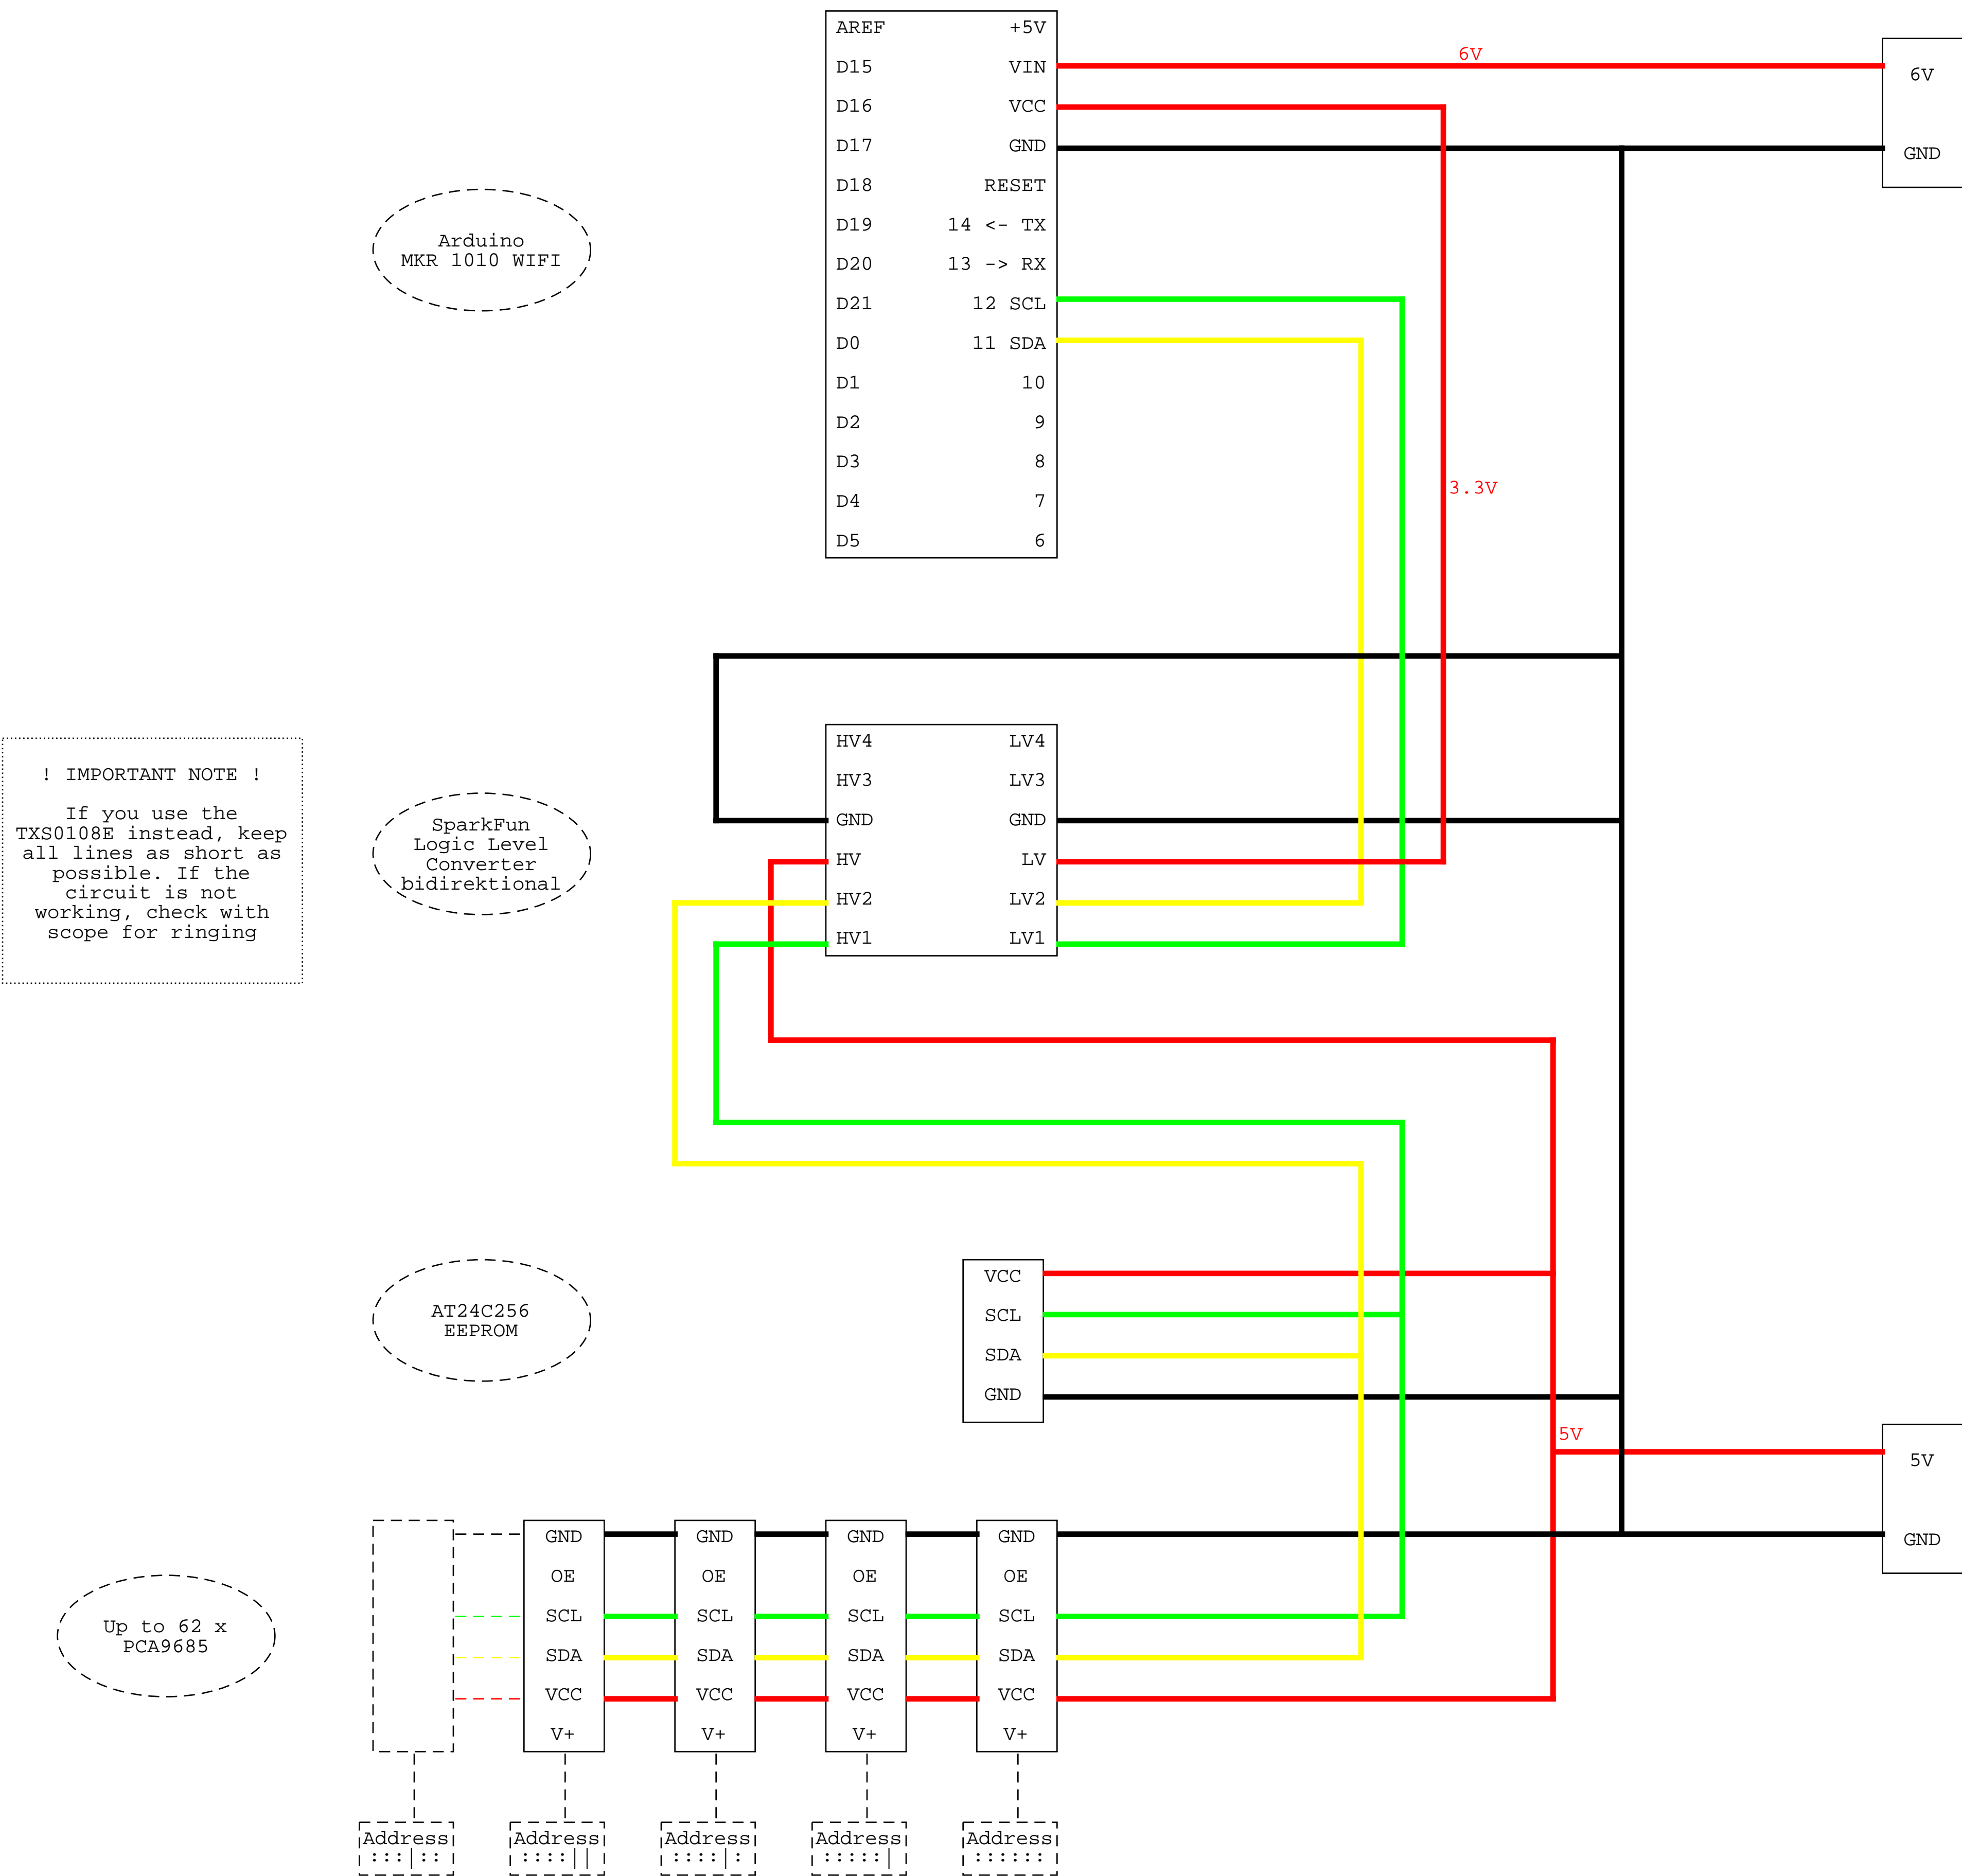 AREF +5V
6V
D15 VIN
6V
D16 VCC
D17 GND
GND
D18 RESET
D19 14 <- TX
Arduino
MKR 1010 WIFI
D20 13 -> RX
D21 12 SCL
D0 11 SDA
D1 10
D2 9
D3 8
3.3V
D4 7
D5 6
HV4 LV4
! IMPORTANT NOTE !
If you use the
TXS0108E instead, keep
all lines as short as
possible. If the
circuit is not
working, check with
scope for ringing
SparkFun
Logic Level
Converter
bidirektional
HV3 LV3
GND GND
HV LV
HV2 LV2
HV1 LV1
AT24C256
EEPROM
VCC
SCL
SDA
GND
5V
5V
GND
GND GND GND GND
OE OE OE OE
SCL SCL SCL SCL
Up to 62 x
PCA9685
SDA SDA SDA SDA
VCC VCC VCC VCC
V+ V+ V+ V+
Address Address Address Address Address
:::|:: ::::|| ::::|: :::::| ::::::